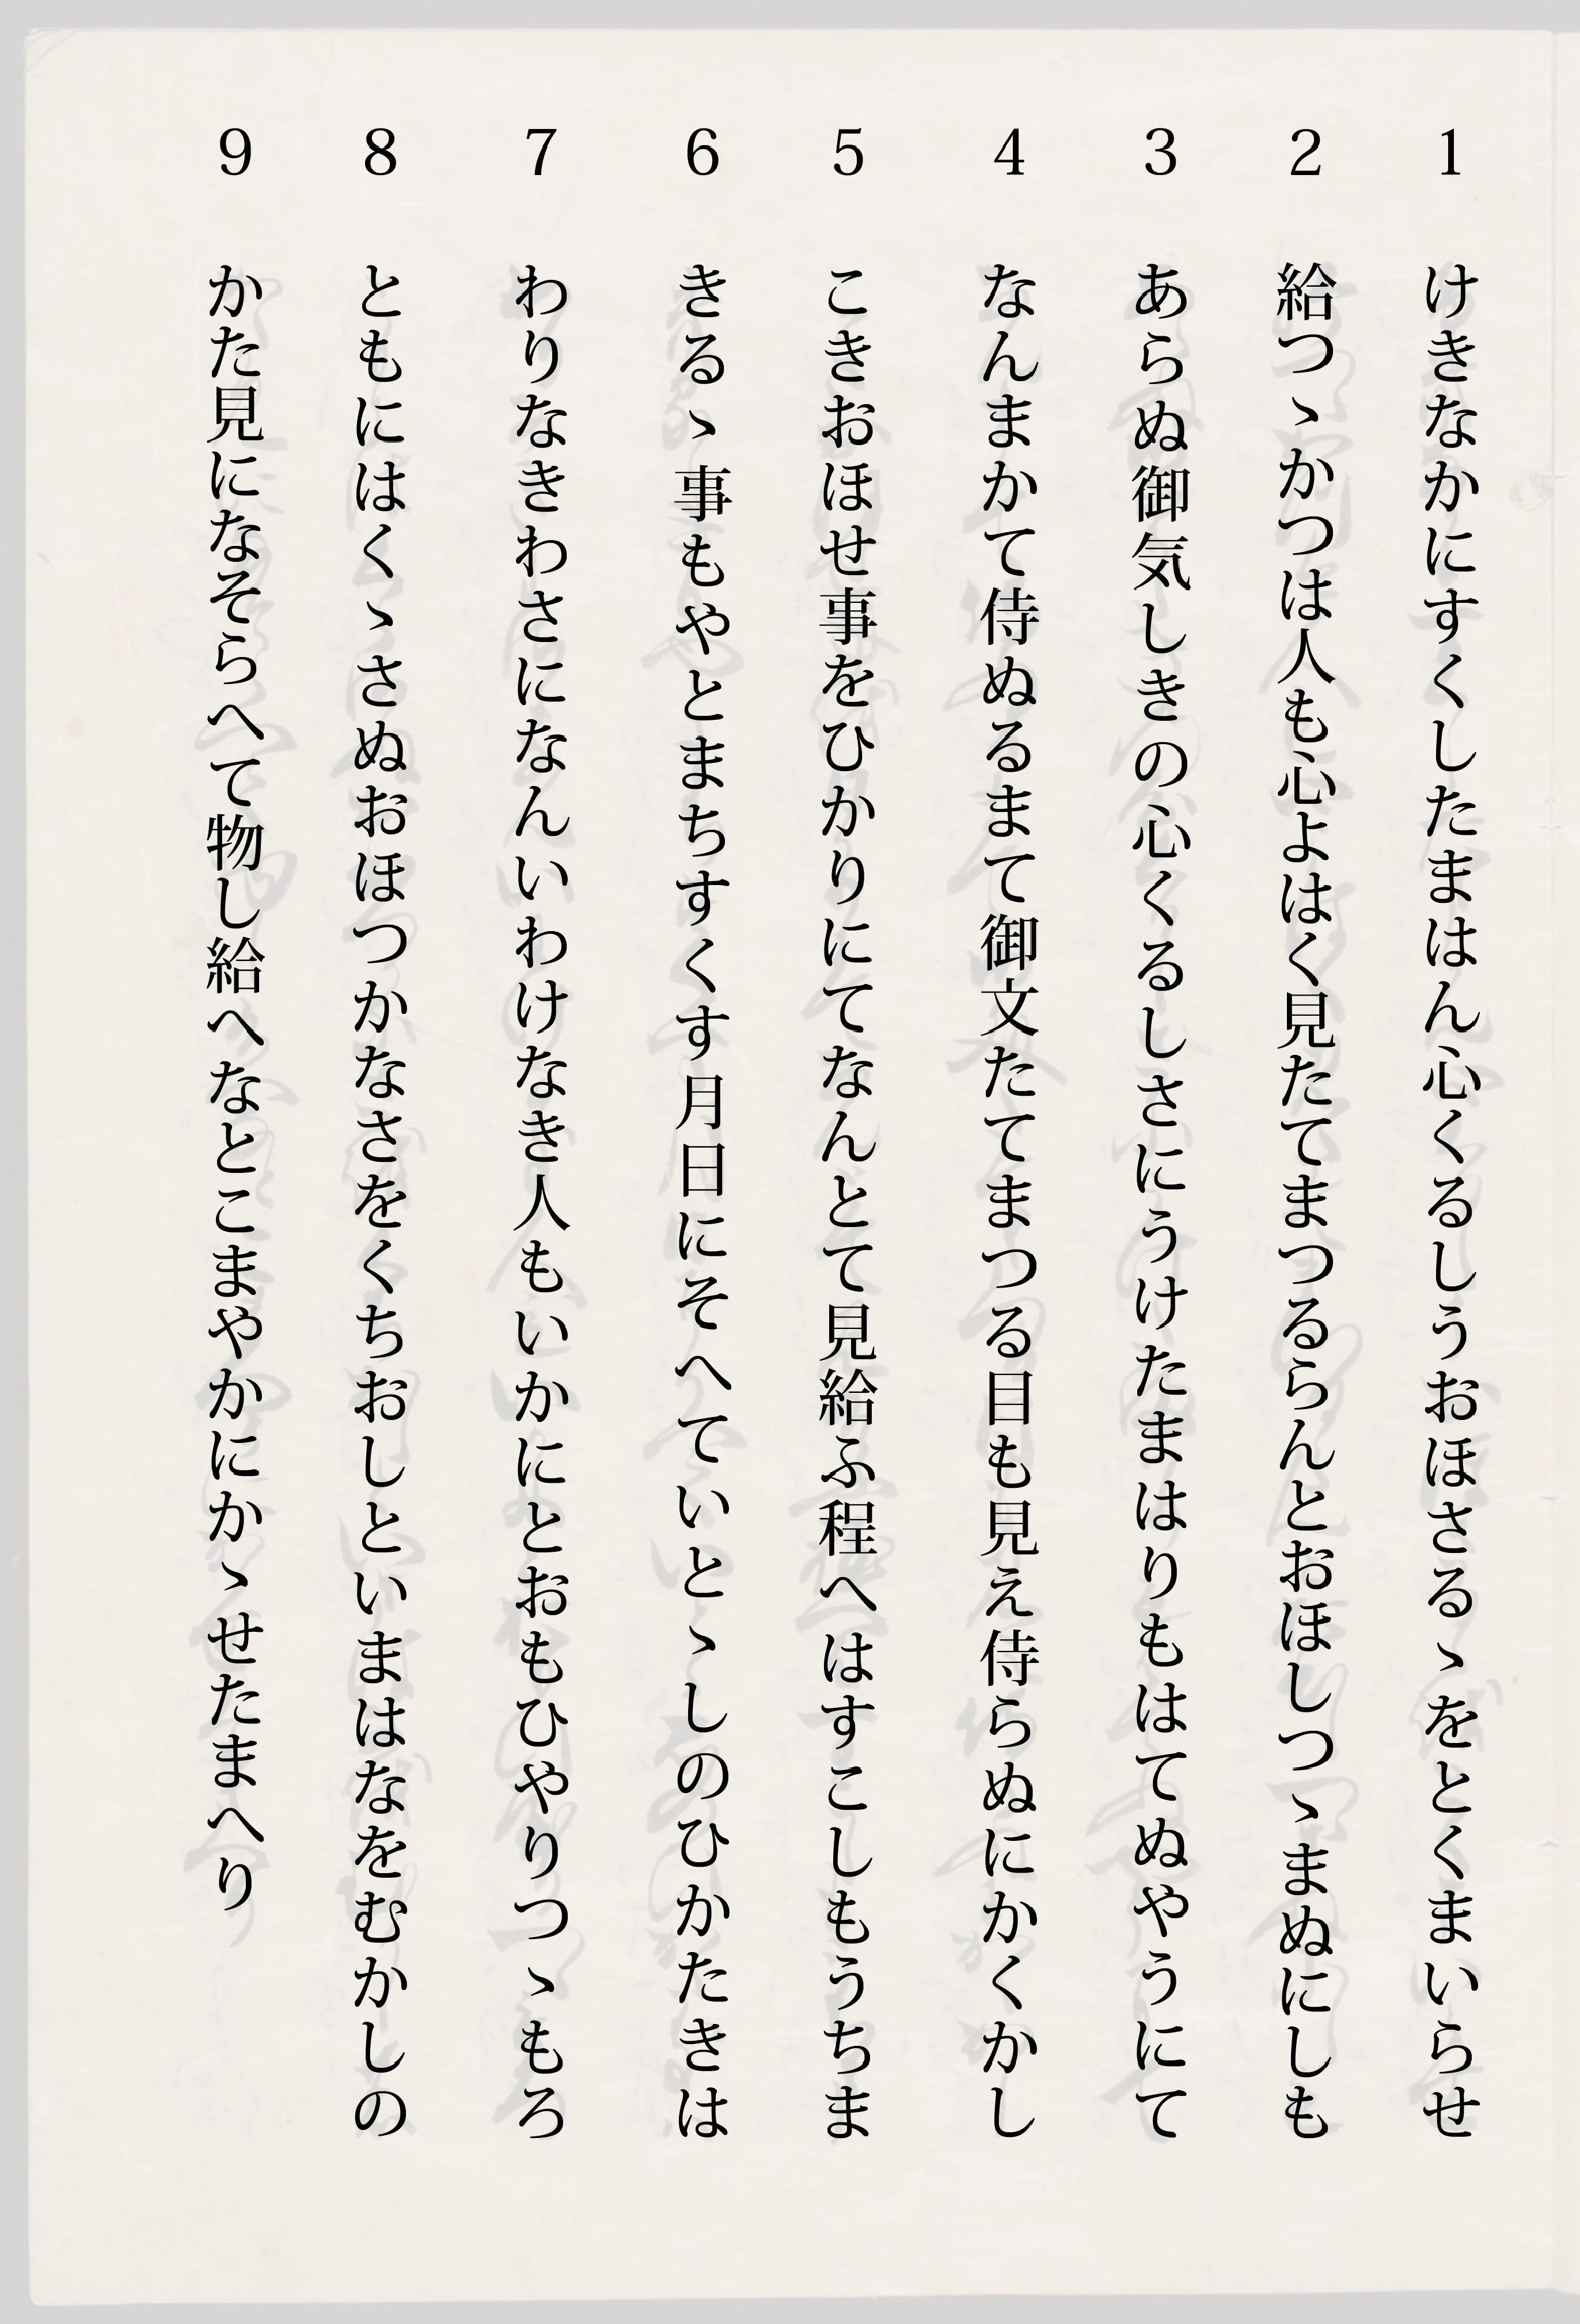 1 けきなかにすくしたまはん心くるしうおほさるゝをとくまいらせ
2 給つゝかつは人も心よはく見たてまつるらんとおほしつゝまぬにしも
3 あらぬ御気しきの心くるしさにうけたまはりもはてぬやうにて
4 なんまかて侍ぬるまて御文たてまつる目も見え侍らぬにかくかし
5 こきおほせ事をひかりにてなんとて見給ふ程へはすこしもうちま
6 きるゝ事もやとまちすくす月日にそへていとゝしのひかたきは
7 わりなきわさになんいわけなき人もいかにとおもひやりつゝもろ
8 ともにはくゝさぬおほつかなさをくちおしといまはなをむかしの
9 かた見になそらへて物し給へなとこまやかにかゝせたまへり